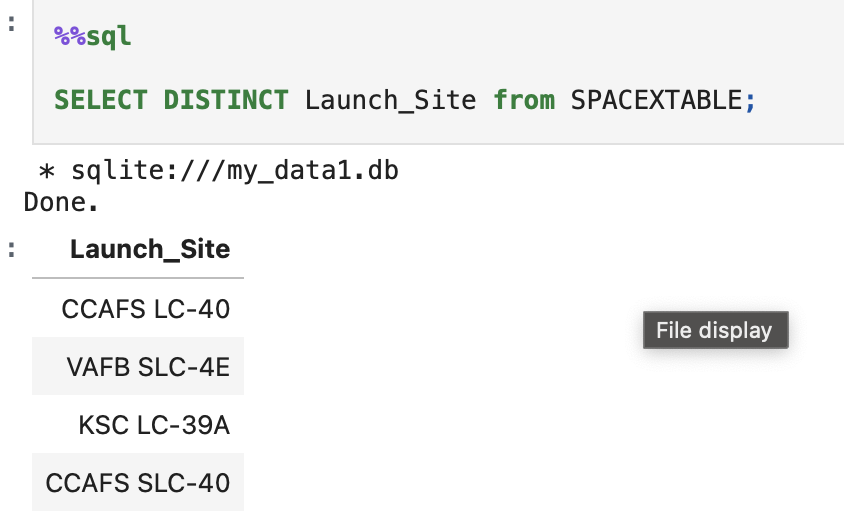 :
%%sql
SELECT DISTINCT Launch_Site from SPACEXTABLE;
* sqlite:///my_data1.db
Done.
:
Launch_Site
CCAFS LC-40
File display
VAFB SLC-4E
KSC LC-39A
CCAFS SLC-40